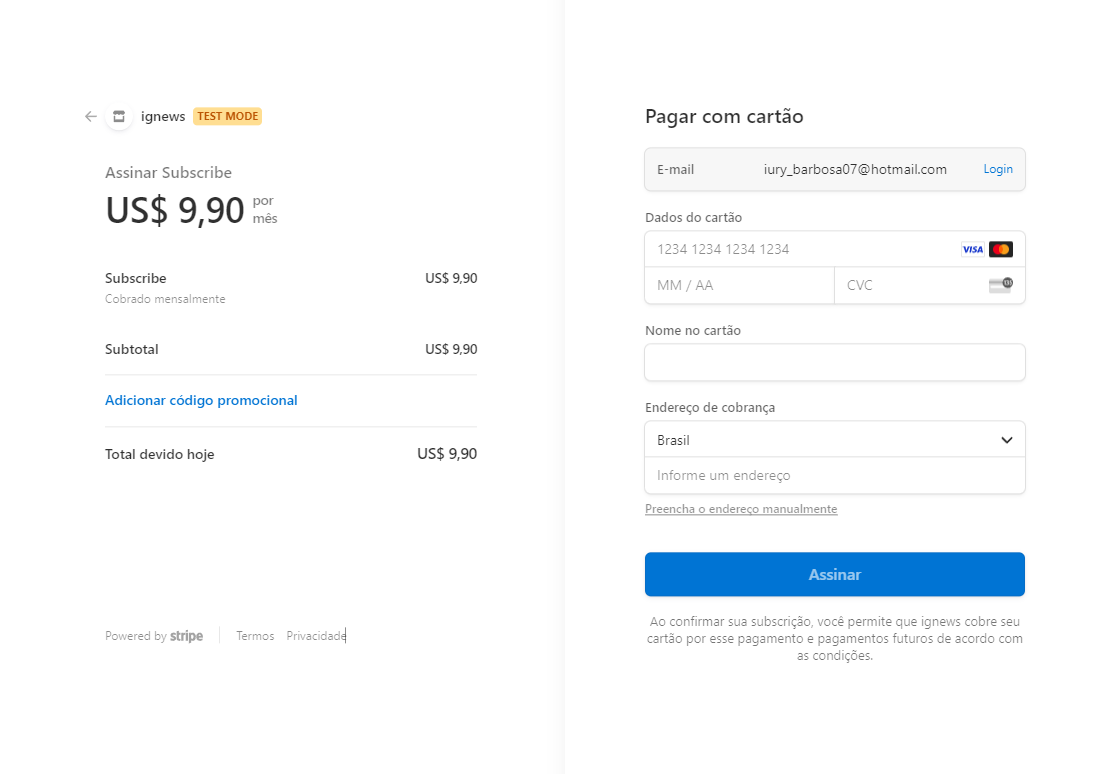 ignews TEST MODE
Assinar Subscribe
US$ 9,90 por
mês
Subscribe US$ 9,90
Cobrado mensalmente
Subtotal US$ 9,90
Adicionar código promocional
Total devido hoje US$ 9,90
Powered by stripe Termos Privacidade
Pagar com cartão
E-mail iury_barbosa07@hotmail.com Login
Dados do cartão
1234 1234 1234 1234 VISA
MM / AA CVC
Nome no cartão
Endereço de cobrança
Brasil
Informe um endereço
Preencha o endereço manualmente
Assinar
Ao confirmar sua subscrição, você permite que ignews cobre seu
cartão por esse pagamento e pagamentos futuros de acordo com
as condições.